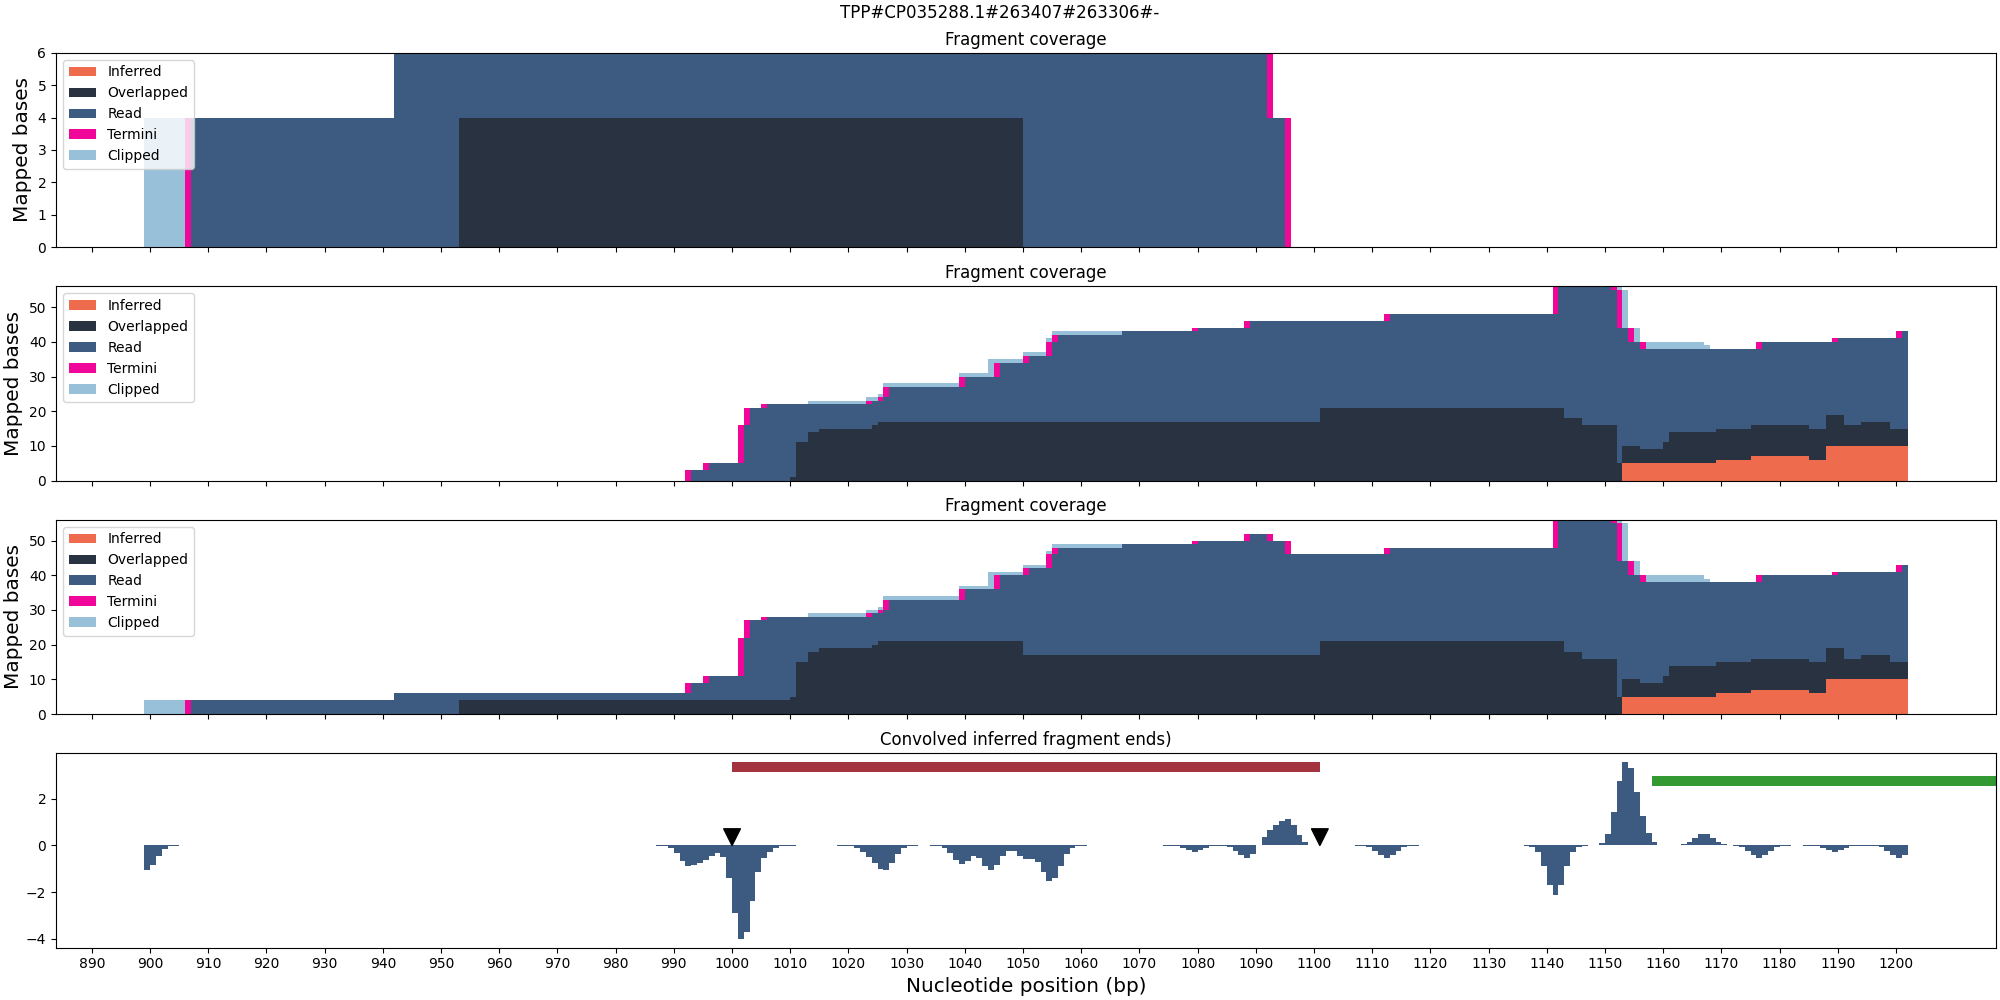 TPP#CP035288.1#263407#263306#-
Fragment coverage
Mapped bases
6
5
4
3
2
1
0
Inferred
Overlapped
Read
Termini
Clipped
Fragment coverage
Mapped bases
50
40
30
20
10
0
Inferred
Overlapped
Read
Termini
Clipped
Fragment coverage
Mapped bases
50
40
30
20
10
0
Inferred
Overlapped
Read
Termini
Clipped
Convolved inferred fragment ends)
2
0
−2
−4
890 900 910 920 930 940 950 960 970 980 990 1000 1010 1020 1030 1040 1050 1060 1070 1080 1090 1100 1110 1120 1130 1140 1150 1160 1170 1180 1190 1200
Nucleotide position (bp)